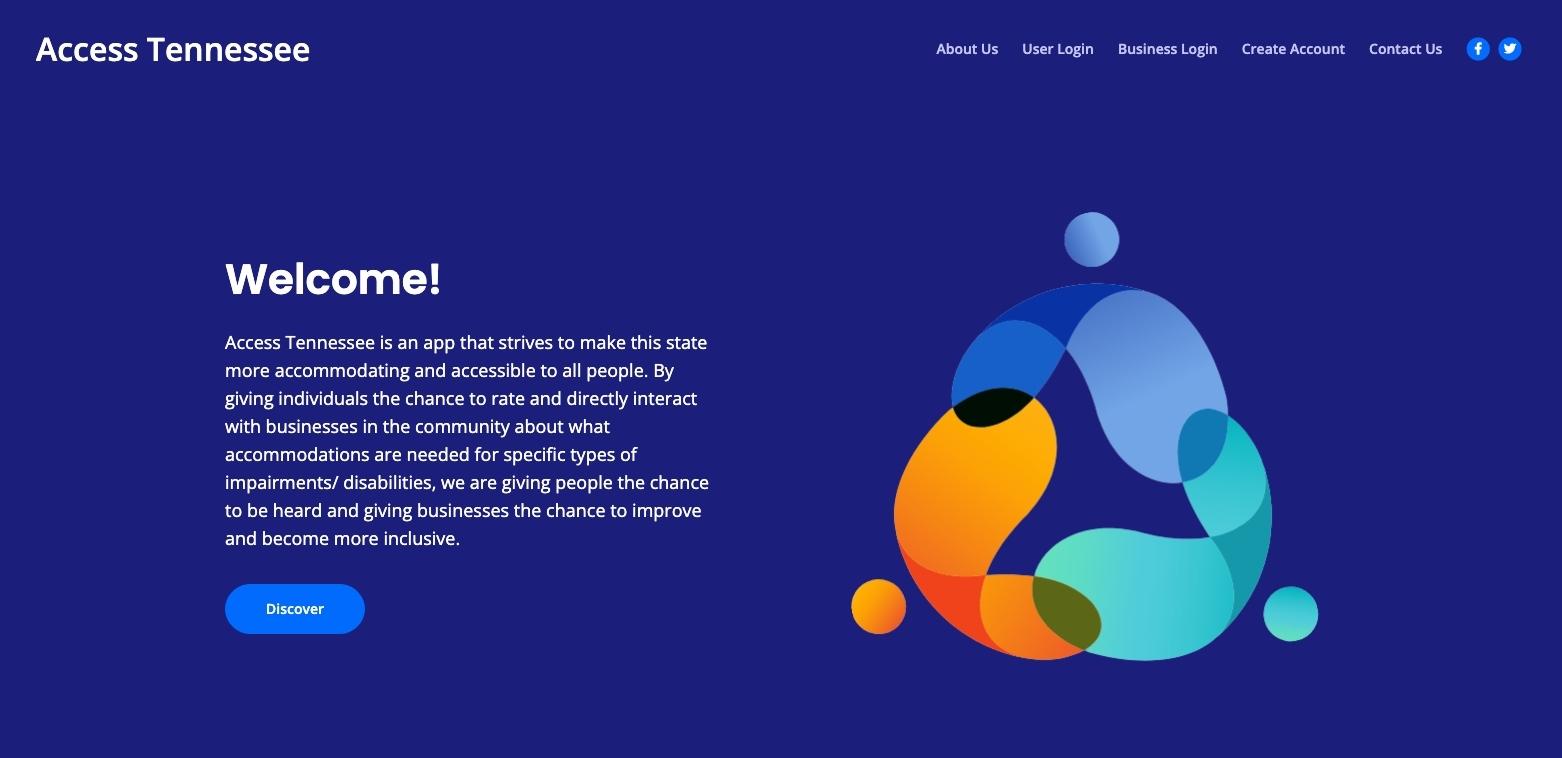 Access Tennessee
About Us
User Login
Business Login
Create Account
Contact Us
Welcome!
Access Tennessee is an app that strives to make this state
more accommodating and accessible to all people. By
giving individuals the chance to rate and directly interact
with businesses in the community about what
accommodations are needed for specific types of
impairments/ disabilities, we are giving people the chance
to be heard and giving businesses the chance to improve
and become more inclusive.
Discover